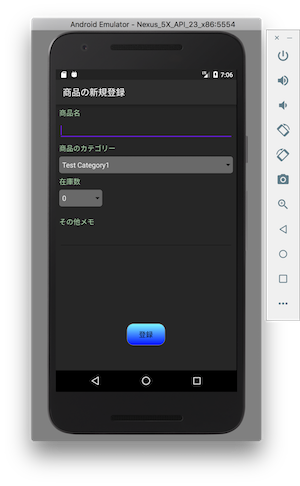 Android Emulator - Nexus_5X_API_23_x86:5554
7:06
商品の新規登録
商品名
商品のカテゴリー
Test Category1
在庫数
0
その他メモ
登録